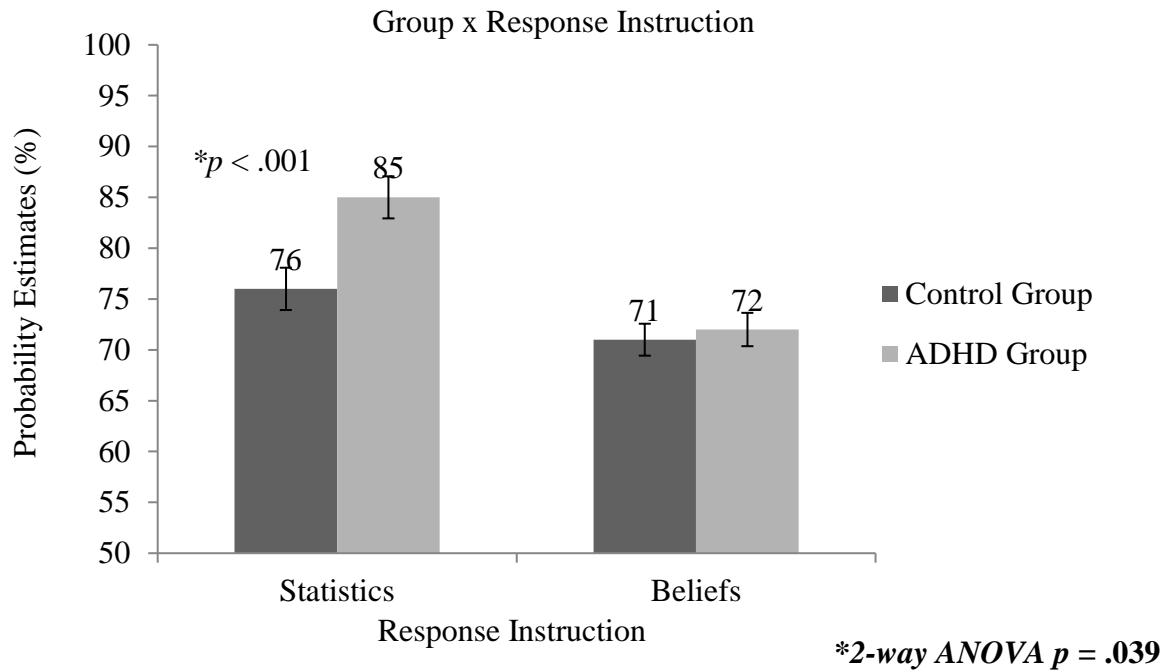 Group x Response Instruction
Probability Estimates (%)
100
95
90
85
80
75
70
65
60
55
50
*p < .001
76
85
71
72
Control Group
ADHD Group
Statistics
Beliefs
Response Instruction
*2-way ANOVA p = .039